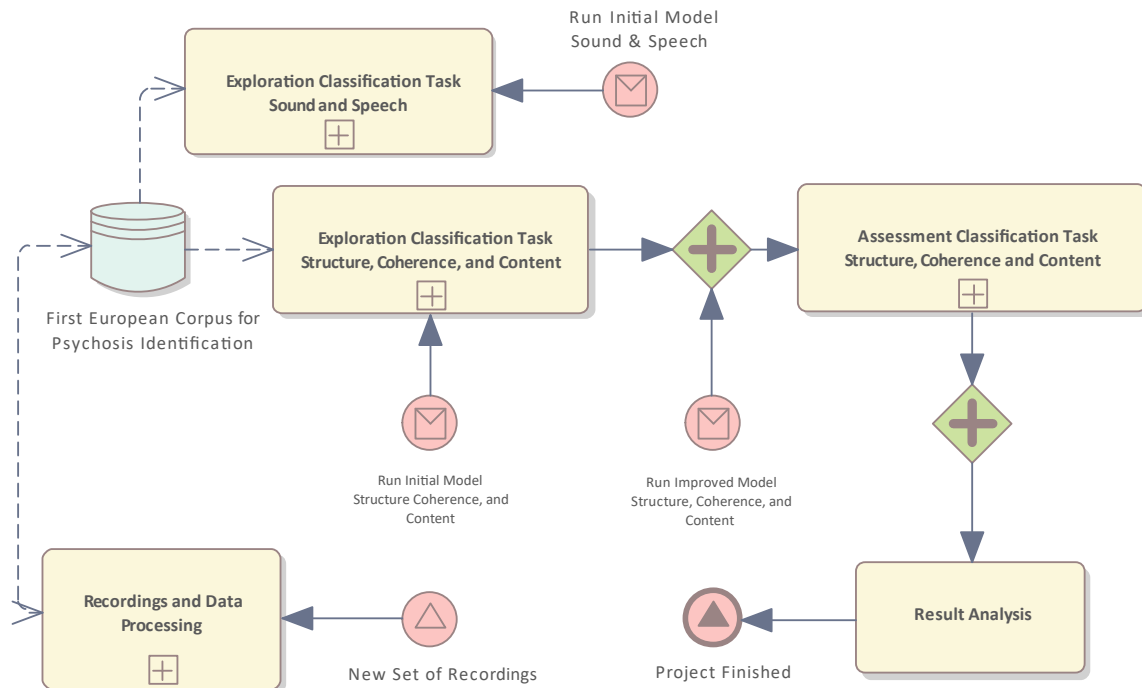 Run Initial Model
Sound & Speech
Exploration Classification Task
Sound and Speech
Exploration Classification Task
Structure, Coherence, and Content
Assessment Classification Task
Structure, Coherence and Content
First European Corpus for
Psychosis Identification
Run Initial Model
Structure Coherence, and
Content
Run Improved Model
Structure, Coherence, and
Content
Recordings and Data
Processing
New Set of Recordings
Project Finished
Result Analysis